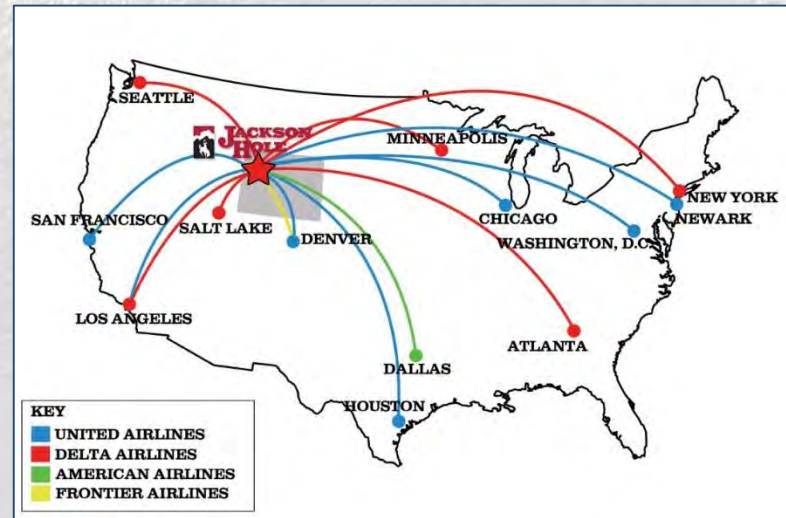 SEATTLE
JACKSON
HOLE
MINNEAPOLIS
NEW YORK
NEWARK
CHICAGO
WASHINGTON, D.C.
SAN FRANCISCO
SALT LAKE
DENVER
LOS ANGELES
ATLANTA
DALLAS
HOUSTON
KEY
UNITED AIRLINES
DELTA AIRLINES
AMERICAN AIRLINES
FRONTIER AIRLINES